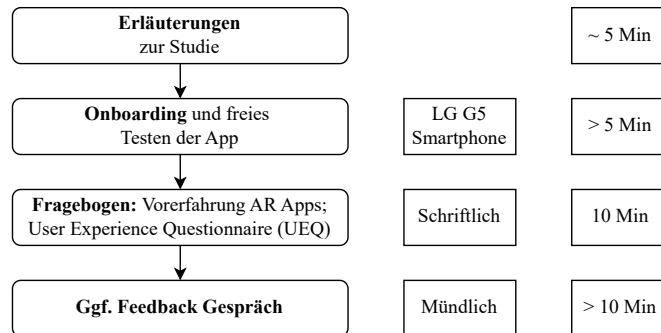 Erläuterungen
zur Studie
~ 5 Min
Onboarding und freies
Testen der App
LG G5
Smartphone
> 5 Min
Fragebogen: Vorerfahrung AR Apps;
User Experience Questionnaire (UEQ)
Schriftlich
10 Min
Ggf. Feedback Gespräch
Mündlich
> 10 Min